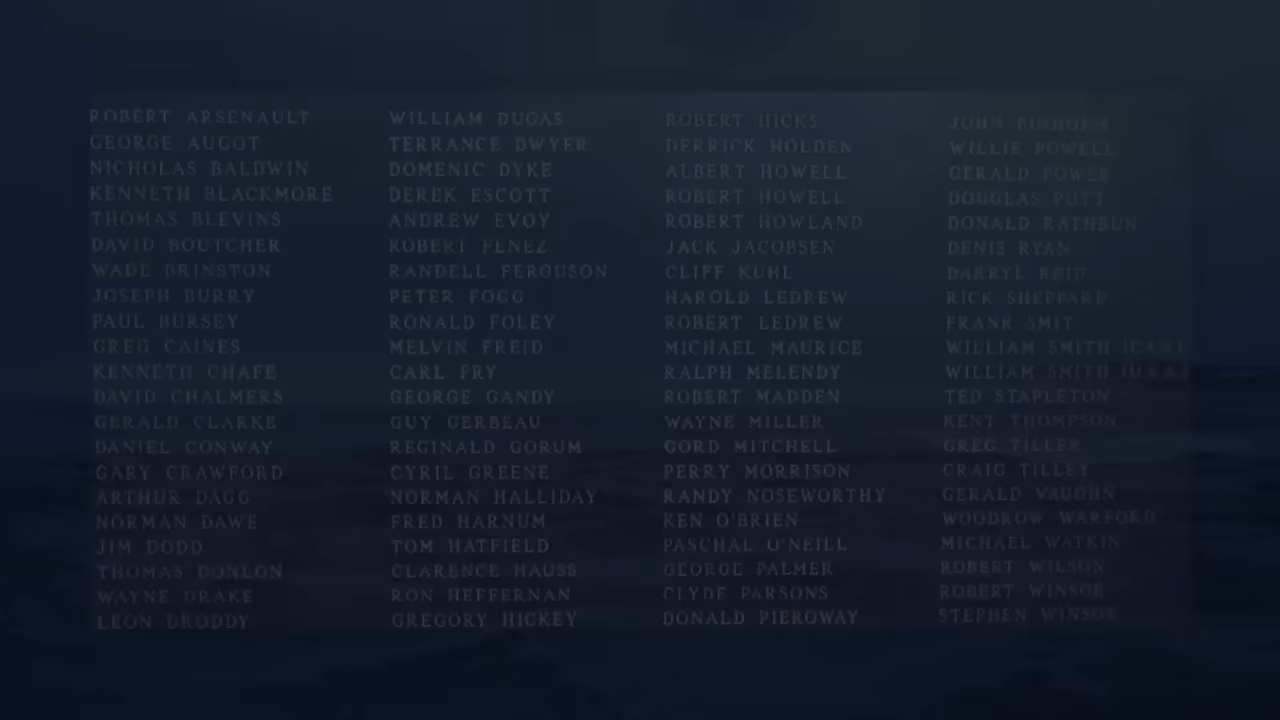 ROBERT ARSENAULT
GEORGE AUGOT
NICHOLAS BALDWIN
KENNETH BLACKMORE
THOMAS BLEVINS
DAVID BOUTCHER
WADE BRINSTON
JOSEPH BURRY
PAUL BURSEY
GREG CAINES
KENNETH CHAFE
DAVID CHALMERS
GERALD CLARKE
DANIEL CONWAY
GARY CRAWFORD
ARTHUR DAGG
NORMAN DAWE
JIM DODD
THOMAS DONLON
WAYNE DRAKE
LEON DRODDY
WILLIAM DUGAS
TERRANCE DWYER
DOMENIC DYKE
DEREK ESCOTT
ANDREW EVOY
ROBERT FENEZ
RANDELL FERGUSON
PETER FOGG
RONALD FOLEY
MELVIN FREID
CARL FRY
GEORGE GANDY
GUY GERBEAU
REGINALD GORUM
CYRIL GREENE
NORMAN HALLIDAY
FRED HARNUM
TOM HATFIELD
CLARENCE HAUSS
RON HEFFERNAN
GREGORY HICKEY
ROBERT HICKS
DERRICK HOLDEN
ALBERT HOWELL
ROBERT HOWELL
ROBERT HOWLAND
JACK JACOBSEN
CLIFF KUHL
HAROLD LEDREW
ROBERT LEDREW
MICHAEL MAURICE
RALPH MELENDY
ROBERT MADDEN
WAYNE MILLER
GORD MITCHELL
PERRY MORRISON
RANDY NOSEWORTHY
KEN O'BRIEN
PASCHAL O'NEILL
GEORGE PALMER
CLYDE PARSONS
DONALD PIEROWAY
JOHN PINHORN
WILLIE POWELL
GERALD POWER
DOUGLAS PUTT
DONALD RATHBUN
DENIS RYAN
DARRYL REID
RICK SHEPPARD
FRANK SMIT
WILLIAM SMITH (CAN.)
WILLIAM SMITH (U.S.A.)
TED STAPLETON
KENT THOMPSON
GREG TILLER
CRAIG TILLEY
GERALD VAUGHN
WOODROW WARFORD
MICHAEL WATKIN
ROBERT WILSON
ROBERT WINSOR
STEPHEN WINSOR